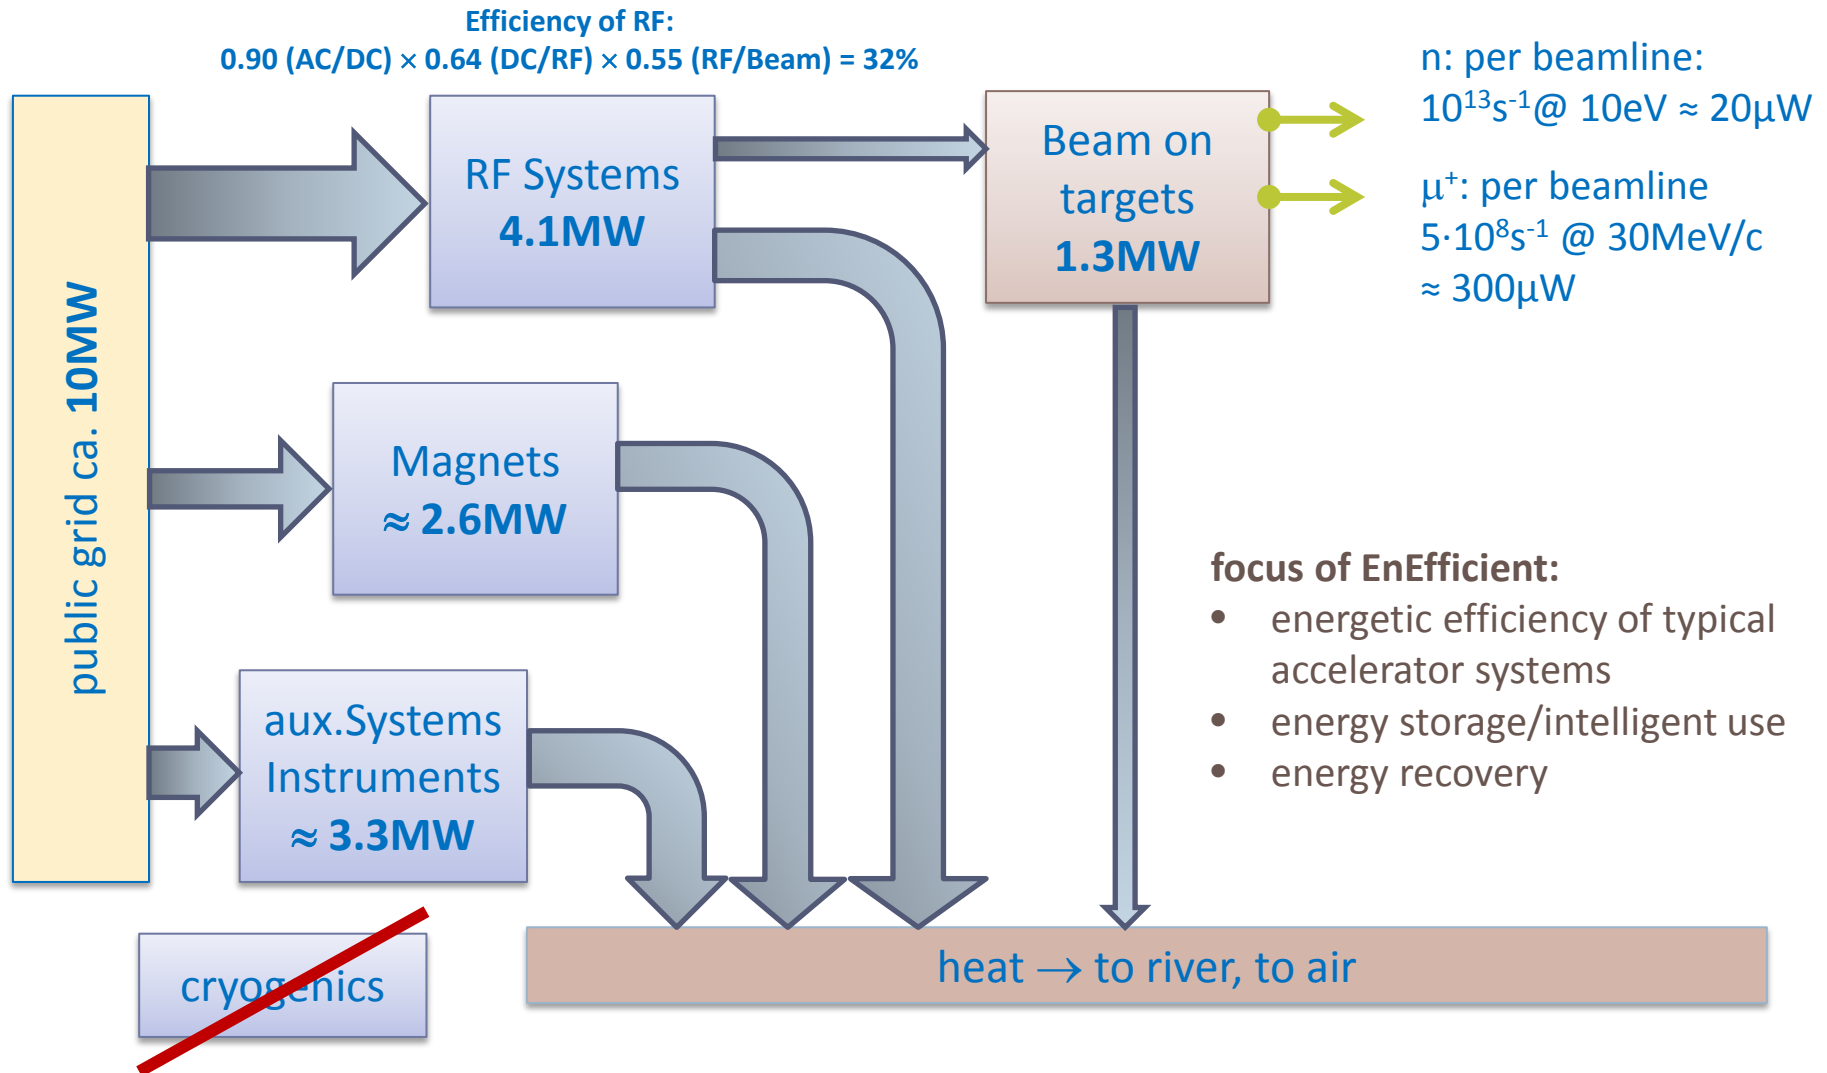 Efficiency of RF:
0.90 (AC/DC) × 0.64 (DC/RF) × 0.55 (RF/Beam) = 32%
public grid ca. 10MW
RF Systems
4.1MW
Beam on
targets
1.3MW
n: per beamline:
10¹³s⁻¹@ 10eV ≈ 20µW
μ⁺: per beamline
5·10⁸s⁻¹ @ 30MeV/c
≈ 300µW
Magnets
≈ 2.6MW
aux.Systems
Instruments
≈ 3.3MW
focus of EnEfficient:
• energetic efficiency of typical
accelerator systems
• energy storage/intelligent use
• energy recovery
cryogenics
heat → to river, to air